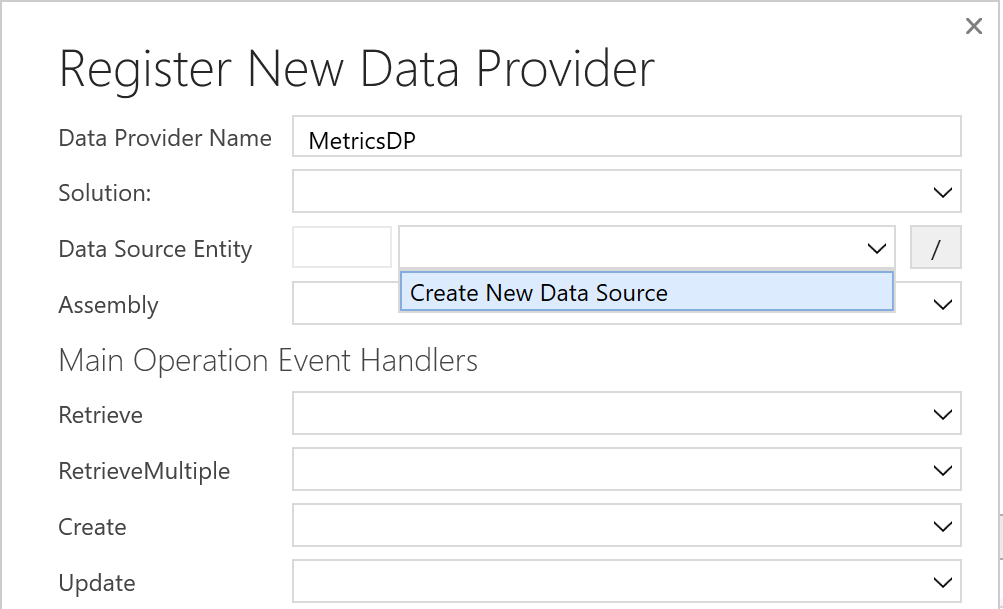 Register New Data Provider
Data Provider Name MetricsDP
Solution:
Data Source Entity /
Create New Data Source
Assembly
Main Operation Event Handlers
Retrieve
RetrieveMultiple
Create
Update